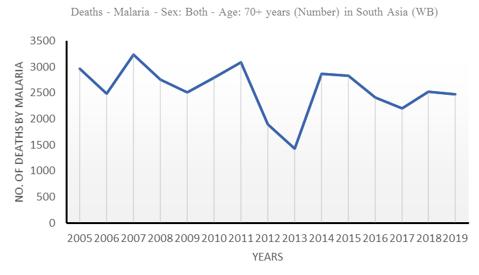 Deaths - Malaria - Sex: Both - Age: 70+ years (Number) in South Asia (WB)
3500
3000
2500
2000
1500
1000
500
0
NO. OF DEATHS BY MALARIA
2005 2006 2007 2008 2009 2010 2011 2012 2013 2014 2015 2016 2017 2018 2019
YEARS